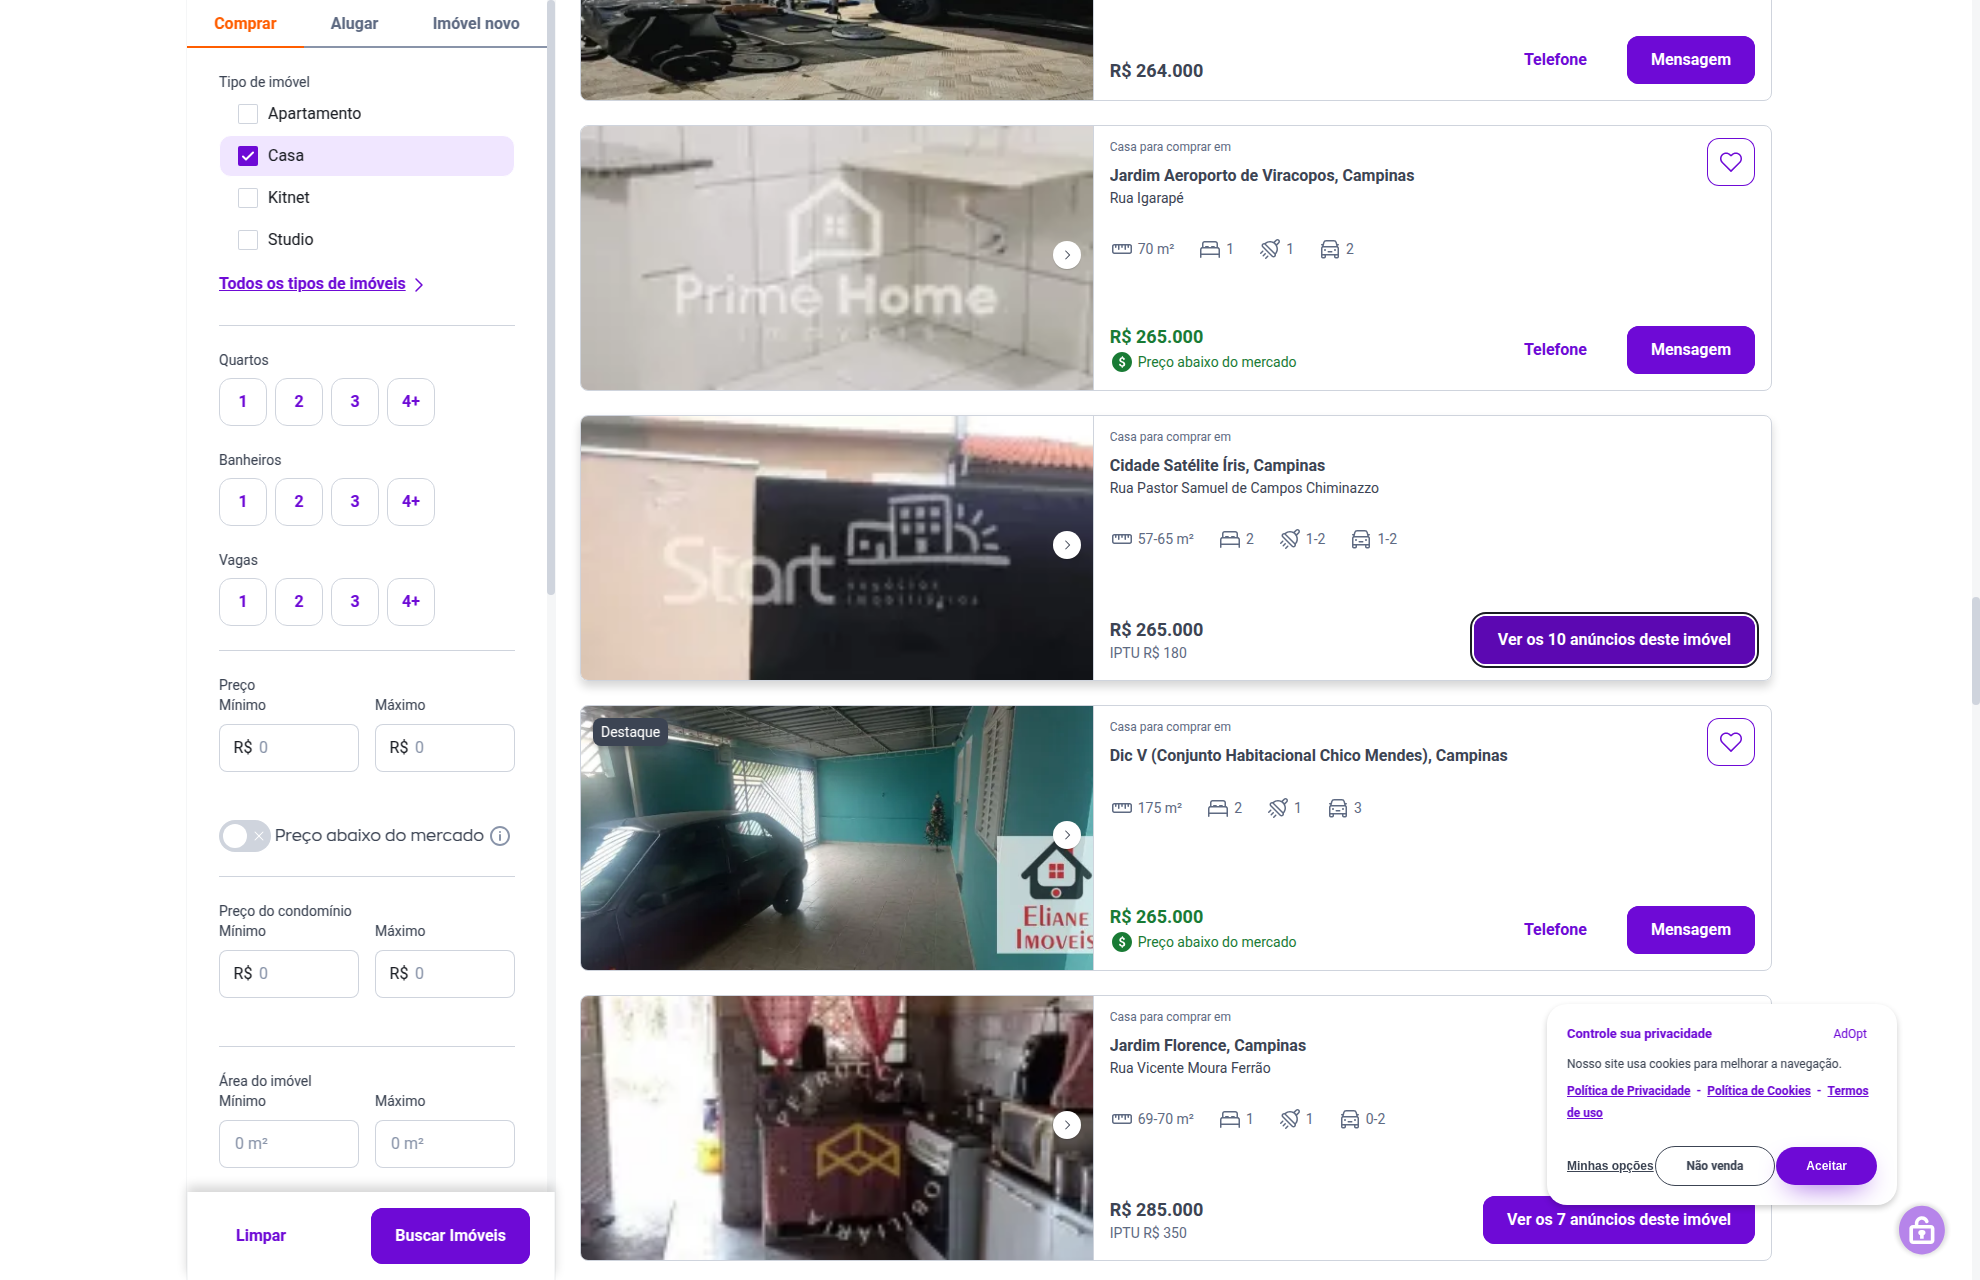 Comprar
Alugar
Imóvel novo
Tipo de imóvel
Apartamento
Casa
Kitnet
Studio
Todos os tipos de imóveis
Quartos
1 2 3 4+
Banheiros
1 2 3 4+
Vagas
1 2 3 4+
Preço
Mínimo
Máximo
R$ 0
R$ 0
Preço abaixo do mercado
Preço do condomínio
Mínimo
Máximo
R$ 0
R$ 0
Área do imóvel
Mínimo
Máximo
0 m²
0 m²
Limpar
Buscar Imóveis
R$ 264.000
Telefone
Mensagem
Prime Home
imóveis
Casa para comprar em
Jardim Aeroporto de Viracopos, Campinas
Rua Igarapé
70 m² 1 1 2
R$ 265.000
Preço abaixo do mercado
Telefone
Mensagem
Start
negócios
imobiliários
Casa para comprar em
Cidade Satélite Íris, Campinas
Rua Pastor Samuel de Campos Chiminazzo
57-65 m² 2 1-2 1-2
R$ 265.000
IPTU R$ 180
Ver os 10 anúncios deste imóvel
Destaque
Eliane
Imoveis
Casa para comprar em
Dic V (Conjunto Habitacional Chico Mendes), Campinas
175 m² 2 1 3
R$ 265.000
Preço abaixo do mercado
Telefone
Mensagem
PETRUCCI
Casa para comprar em
Jardim Florence, Campinas
Rua Vicente Moura Ferrão
69-70 m² 1 1 0-2
R$ 285.000
IPTU R$ 350
Ver os 7 anúncios deste imóvel
Controle sua privacidade
AdOpt
Nosso site usa cookies para melhorar a navegação.
Política de Privacidade - Política de Cookies - Termos
de uso
Minhas opções
Não venda
Aceitar